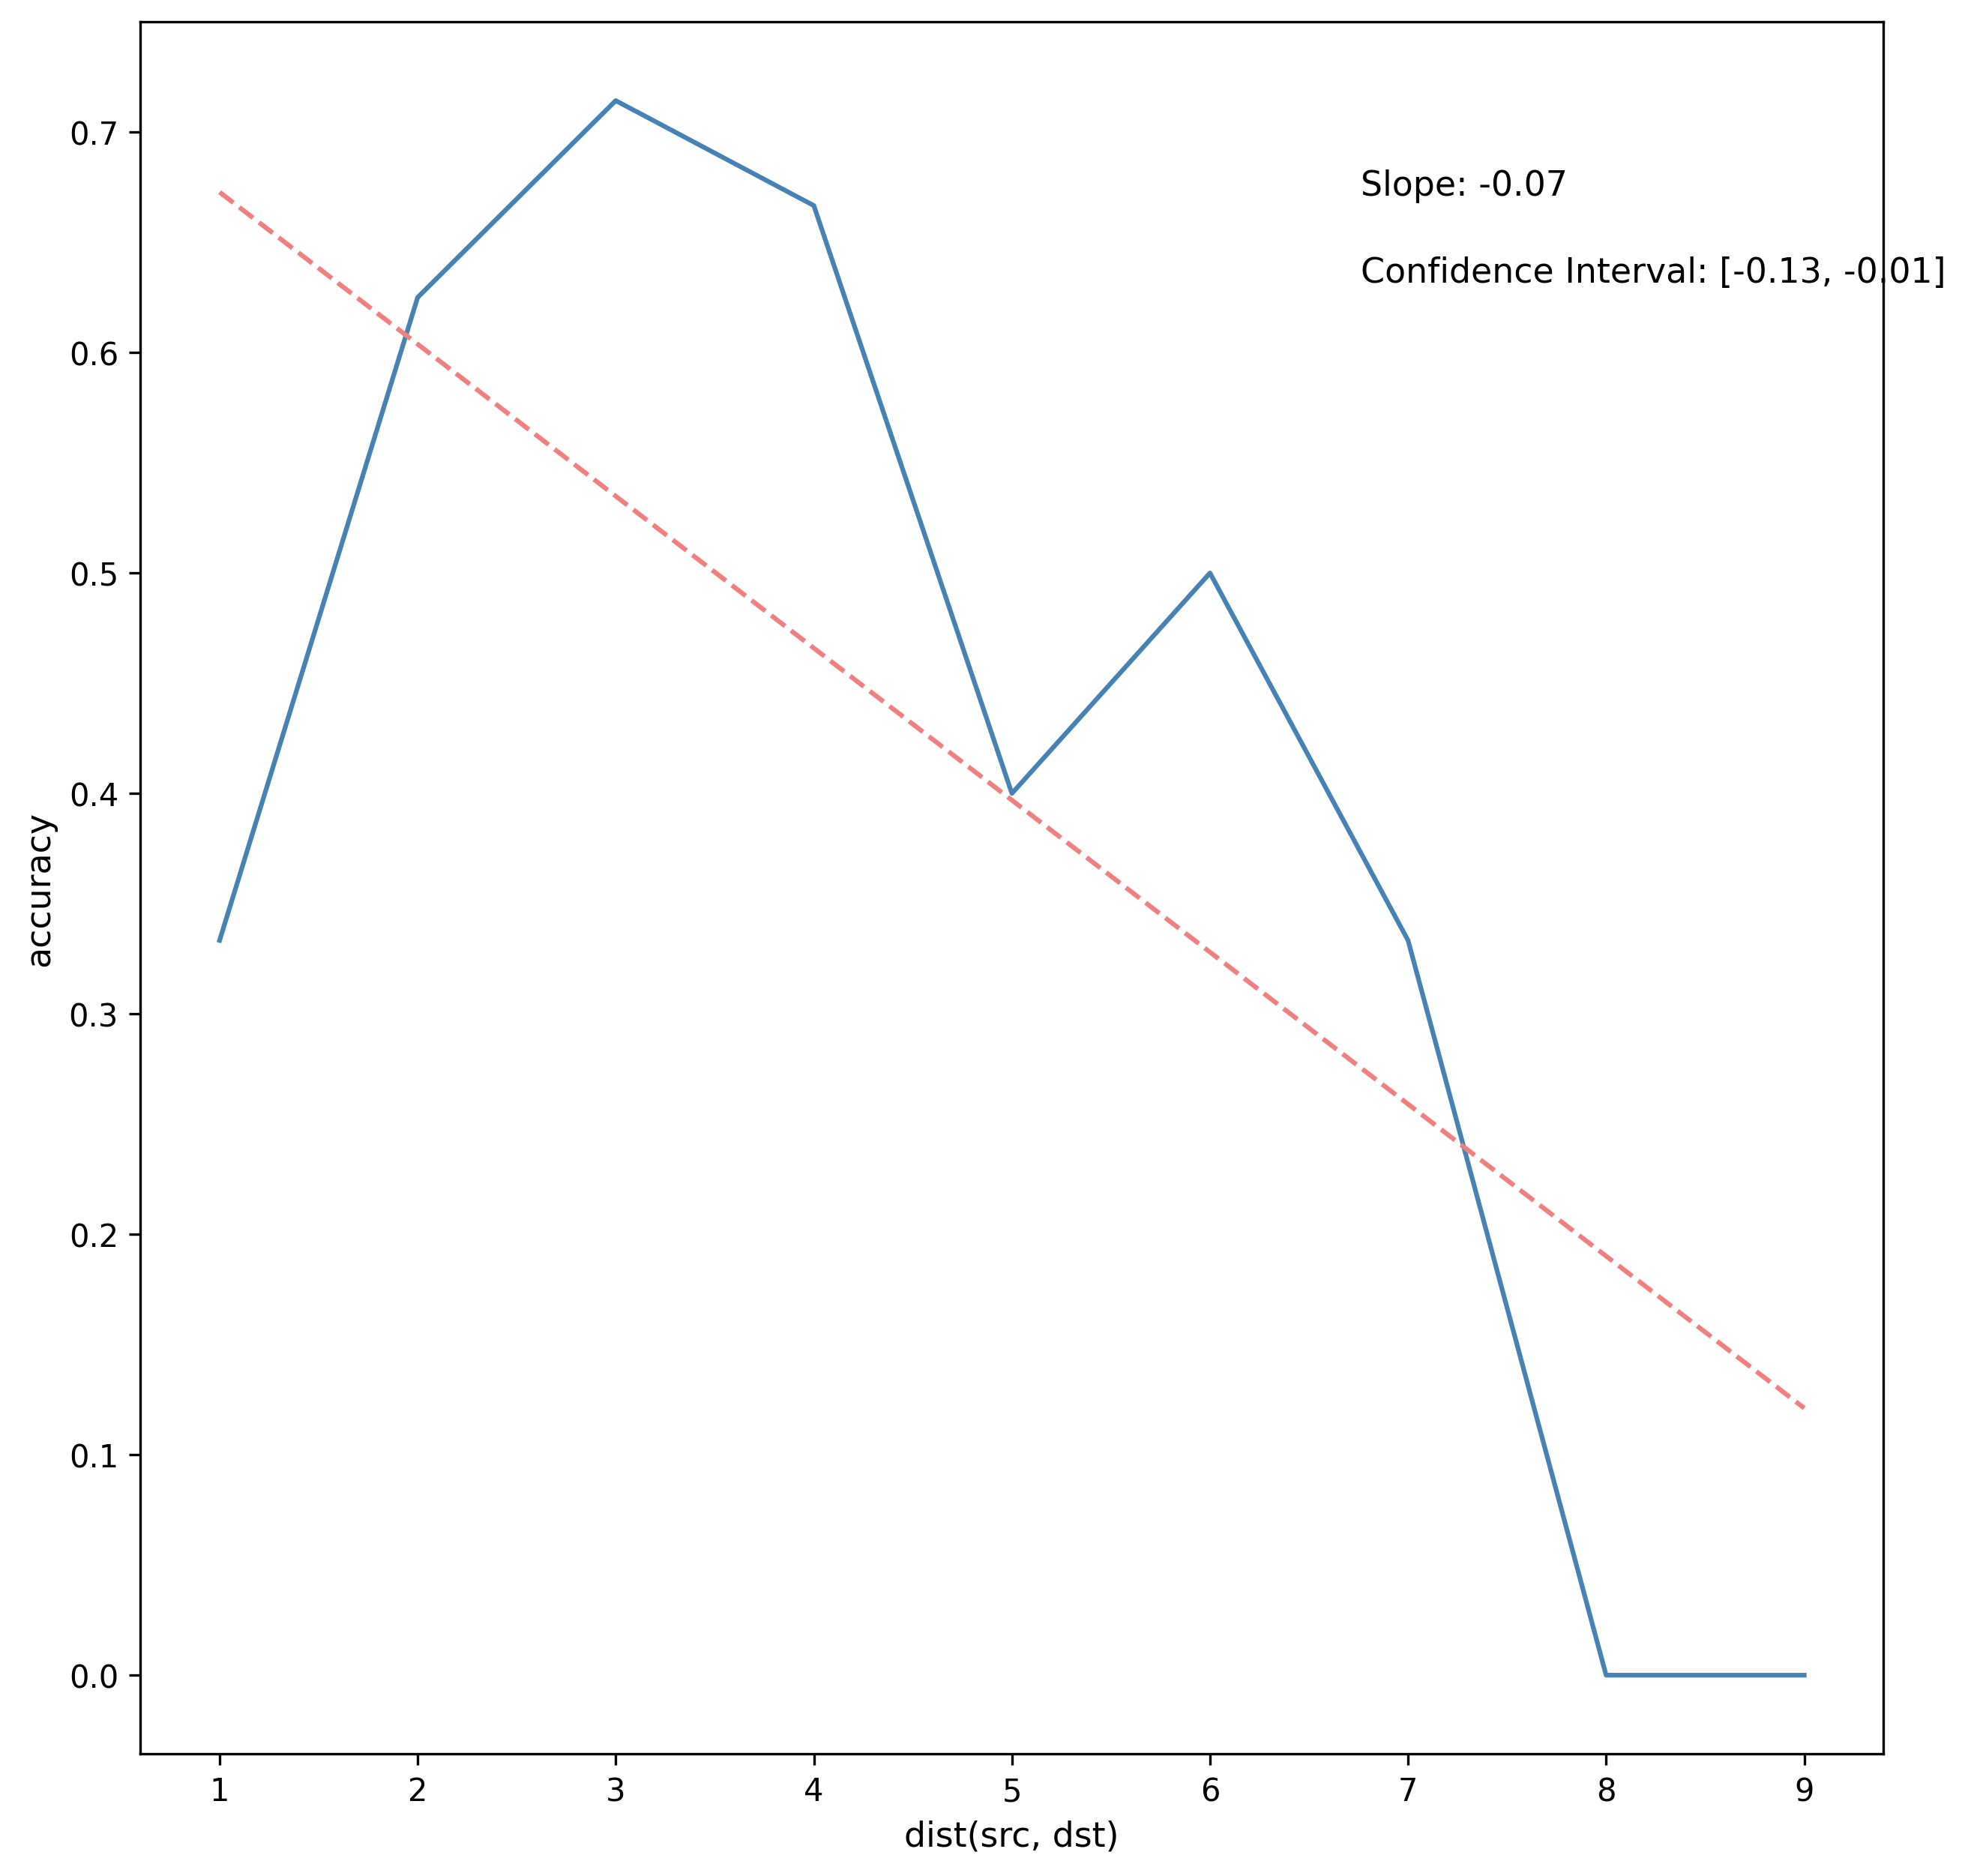 0.7
0.6
0.5
0.4
0.3
0.2
0.1
0.0
accuracy
Slope: -0.07
Confidence Interval: [-0.13, -0.01]
1 2 3 4 5 6 7 8 9
dist(src, dst)